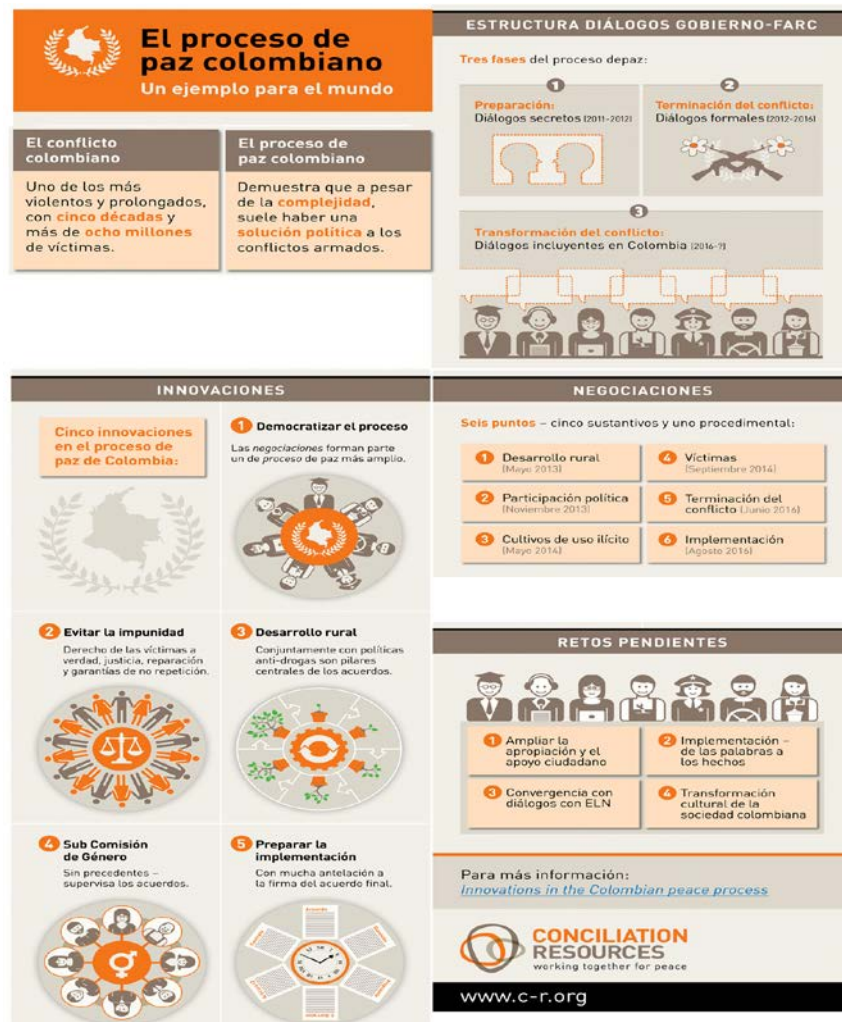 El proceso de
paz colombiano
Un ejemplo para el mundo
El conflicto
colombiano
Uno de los más
violentos y prolongados,
con cinco décadas y
más de ocho millones
de víctimas.
El proceso de
paz colombiano
Demuestra que a pesar
de la complejidad,
suele haber una
solución política a los
conflictos armados.
ESTRUCTURA DIÁLOGOS GOBIERNO-FARC
Tres fases del proceso depaz:
1
Preparación:
Diálogos secretos (2011-2012)
2
Terminación del conflicto:
Diálogos formales (2012-2016)
3
Transformación del conflicto:
Diálogos incluyentes en Colombia (2016-?)
INNOVACIONES
Cinco innovaciones
en el proceso de
paz de Colombia:
1 Democratizar el proceso
Las negociaciones forman parte
un de proceso de paz más amplio.
2 Evitar la impunidad
Derecho de las víctimas a
verdad, justicia, reparación
y garantías de no repetición.
3 Desarrollo rural
Conjuntamente con políticas
anti-drogas son pilares
centrales de los acuerdos.
4 Sub Comisión
de Género
Sin precedentes –
supervisa los acuerdos.
5 Preparar la
implementación
Con mucha antelación a
la firma del acuerdo final.
NEGOCIACIONES
Seis puntos – cinco sustantivos y uno procedimental:
1 Desarrollo rural
(Mayo 2013)
2 Participación política
(Noviembre 2013)
3 Cultivos de uso ilícito
(Mayo 2014)
4 Víctimas
(Septiembre 2014)
5 Terminación del
conflicto (Junio 2016)
6 Implementación
(Agosto 2016)
RETOS PENDIENTES
1 Ampliar la
apropiación y el
apoyo ciudadano
2 Implementación –
de las palabras a
los hechos
3 Convergencia con
diálogos con ELN
4 Transformación
cultural de la
sociedad colombiana
Para más información:
Innovations in the Colombian peace process
CONCILIATION
RESOURCES
working together for peace
www.c-r.org